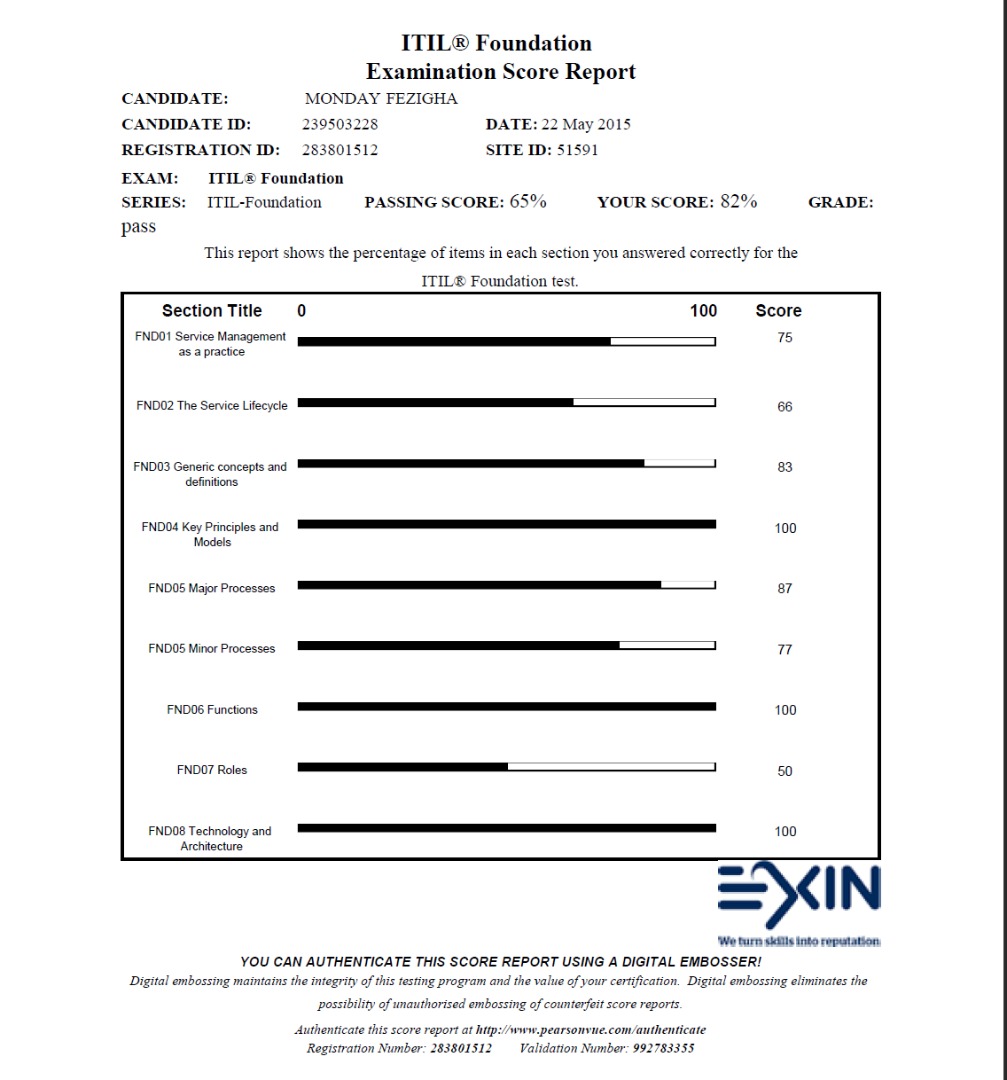 ITIL® Foundation
Examination Score Report
CANDIDATE: MONDAY FEZIGHA
CANDIDATE ID: 239503228 DATE: 22 May 2015
REGISTRATION ID: 283801512 SITE ID: 51591
EXAM: ITIL® Foundation
SERIES: ITIL-Foundation PASSING SCORE: 65% YOUR SCORE: 82% GRADE:
pass
This report shows the percentage of items in each section you answered correctly for the
ITIL® Foundation test.
Section Title 0 100 Score
FND01 Service Management 75
as a practice
FND02 The Service Lifecycle 66
FND03 Generic concepts and 83
definitions
FND04 Key Principles and 100
Models
FND05 Major Processes 87
FND05 Minor Processes 77
FND06 Functions 100
FND07 Roles 50
FND08 Technology and 100
Architecture
EXIN
We turn skills into reputation
YOU CAN AUTHENTICATE THIS SCORE REPORT USING A DIGITAL EMBOSSER!
Digital embossing maintains the integrity of this testing program and the value of your certification. Digital embossing eliminates the
possibility of unauthorised embossing of counterfeit score reports.
Authenticate this score report at http://www.pearsonvue.com/authenticate
Registration Number: 283801512 Validation Number: 992783355